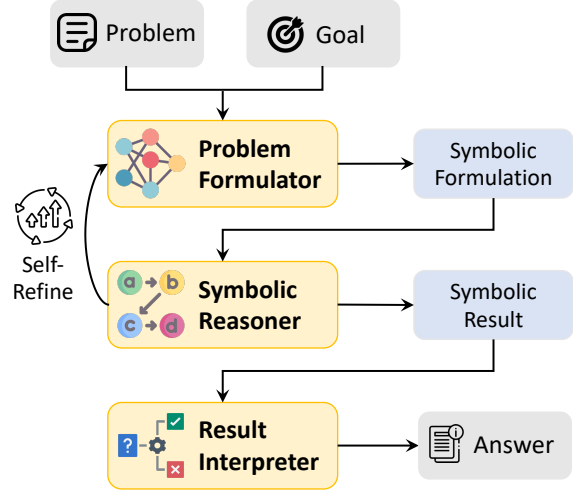 Problem
Goal
Problem
Formulator
Symbolic
Formulation
Self-
Refine
a
b
c
d
Symbolic
Reasoner
Symbolic
Result
?
Result
Interpreter
i
Answer